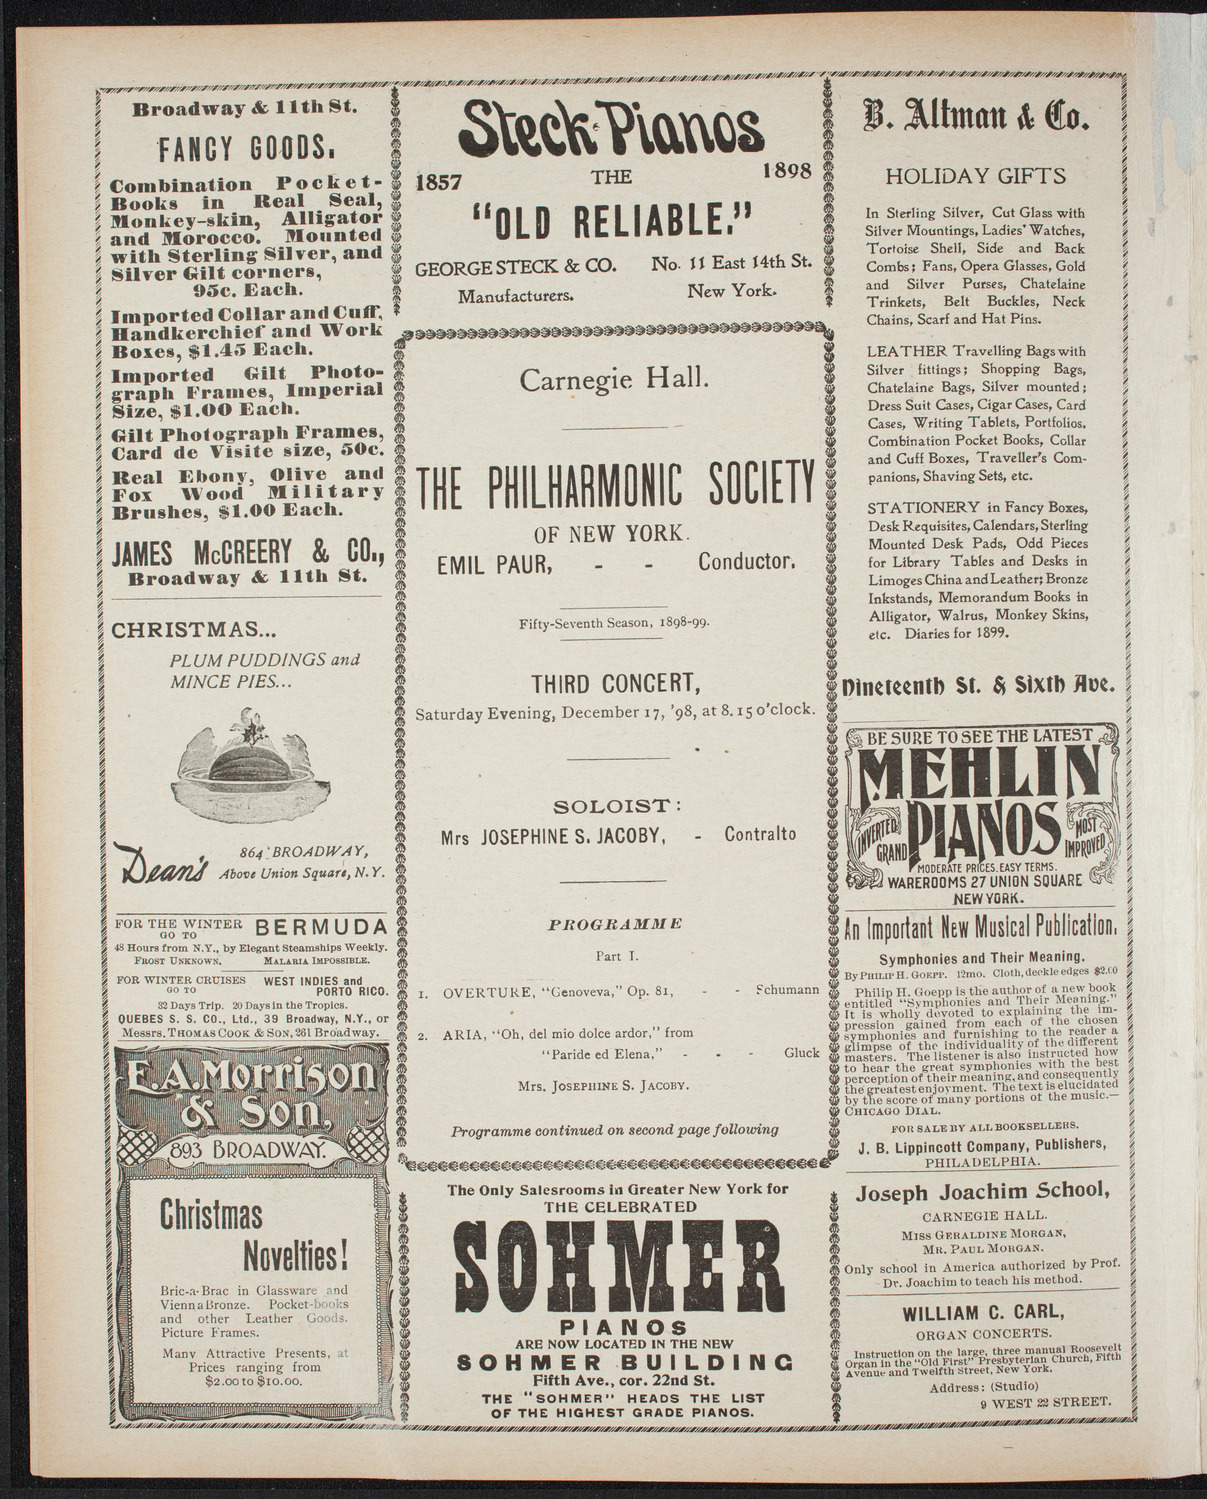 Broadway & 11th St.
FANCY GOODS.
Combination Pocket-
Books in Real Seal,
Monkey-skin, Alligator
and Morocco. Mounted
with Sterling Silver, and
Silver Gilt corners,
95c. Each.
Imported Collar and Cuff,
Handkerchief and Work
Boxes, $1.45 Each.
Imported Gilt Photo-
graph Frames, Imperial
Size, $1.00 Each.
Gilt Photograph Frames,
Card de Visite size, 50c.
Real Ebony, Olive and
Fox Wood Military
Brushes, $1.00 Each.
JAMES McCREERY & CO.,
Broadway & 11th St.
CHRISTMAS...
PLUM PUDDINGS and
MINCE PIES...
Dean's
864 BROADWAY,
Above Union Square, N. Y.
FOR THE WINTER
GO TO
BERMUDA
48 Hours from N.Y., by Elegant Steamships Weekly.
FROST UNKNOWN. MALARIA IMPOSSIBLE.
FOR WINTER CRUISES
GO TO
WEST INDIES and
PORTO RICO.
32 Days Trip. 20 Days in the Tropics.
QUEBES S. S. CO., Ltd., 39 Broadway, N.Y., or
Messrs. THOMAS COOK & SON, 261 Broadway.
E.A. Morrison
& Son,
893 BROADWAY.
Christmas
Novelties!
Bric-a-Brac in Glassware and
Vienna Bronze. Pocket-books
and other Leather Goods.
Picture Frames.
Many Attractive Presents, at
Prices ranging from
$2.00 to $10.00.
Steck Pianos
1857 THE 1898
"OLD RELIABLE."
GEORGE STECK & CO. No. 11 East 14th St.
Manufacturers. New York.
Carnegie Hall.
THE PHILHARMONIC SOCIETY
OF NEW YORK.
EMIL PAUR, - - Conductor.
Fifty-Seventh Season, 1898-99.
THIRD CONCERT,
Saturday Evening, December 17, '98, at 8.15 o'clock.
SOLOIST:
Mrs JOSEPHINE S. JACOBY, - Contralto
PROGRAMME
Part I.
1. OVERTURE, "Genoveva," Op. 81, - - Schumann
2. ARIA, "Oh, del mio dolce ardor," from
"Paride ed Elena," - - - Gluck
Mrs. JOSEPHINE S. JACOBY.
Programme continued on second page following
The Only Salesrooms in Greater New York for
THE CELEBRATED
SOHMER
PIANOS
ARE NOW LOCATED IN THE NEW
SOHMER BUILDING
Fifth Ave., cor. 22nd St.
THE "SOHMER" HEADS THE LIST
OF THE HIGHEST GRADE PIANOS.
B. Altman & Co.
HOLIDAY GIFTS
In Sterling Silver, Cut Glass with
Silver Mountings, Ladies' Watches,
Tortoise Shell, Side and Back
Combs; Fans, Opera Glasses, Gold
and Silver Purses, Chatelaine
Trinkets, Belt Buckles, Neck
Chains, Scarf and Hat Pins.
LEATHER Travelling Bags with
Silver fittings; Shopping Bags,
Chatelaine Bags, Silver mounted;
Dress Suit Cases, Cigar Cases, Card
Cases, Writing Tablets, Portfolios,
Combination Pocket Books, Collar
and Cuff Boxes, Traveller's Com-
panions, Shaving Sets, etc.
STATIONERY in Fancy Boxes,
Desk Requisites, Calendars, Sterling
Mounted Desk Pads, Odd Pieces
for Library Tables and Desks in
Limoges China and Leather; Bronze
Inkstands, Memorandum Books in
Alligator, Walrus, Monkey Skins,
etc. Diaries for 1899.
Nineteenth St. & Sixth Ave.
BE SURE TO SEE THE LATEST
MEHLIN
INVERTED
GRAND
PIANOS
MOST
IMPROVED
MODERATE PRICES. EASY TERMS.
WAREROOMS 27 UNION SQUARE
NEW YORK.
An Important New Musical Publication.
Symphonies and Their Meaning.
By PHILIP H. GOEPP. 12mo. Cloth, deckle edges $2.00
Philip H. Goepp is the author of a new book
entitled "Symphonies and Their Meaning."
It is wholly devoted to explaining the im-
pression gained from each of the chosen
symphonies and furnishing to the reader a
glimpse of the individuality of the different
masters. The listener is also instructed how
to hear the great symphonies with the best
perception of their meaning, and consequently
the greatest enjoyment. The text is elucidated
by the score of many portions of the music.—
CHICAGO DIAL.
FOR SALE BY ALL BOOKSELLERS.
J. B. Lippincott Company, Publishers,
PHILADELPHIA.
Joseph Joachim School,
CARNEGIE HALL.
MISS GERALDINE MORGAN,
MR. PAUL MORGAN.
Only school in America authorized by Prof.
Dr. Joachim to teach his method.
WILLIAM C. CARL,
ORGAN CONCERTS.
Instruction on the large, three manual Roosevelt
Organ in the "Old First" Presbyterian Church, Fifth
Avenue and Twelfth Street, New York.
Address: (Studio)
9 WEST 22 STREET.